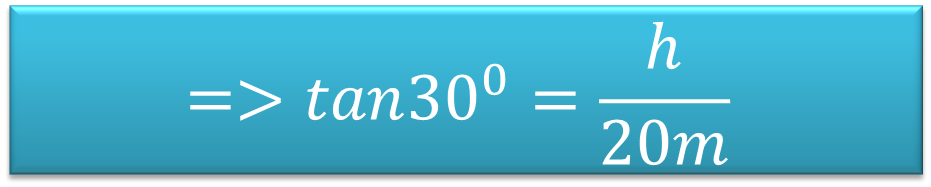 => tan30⁰ = h/20m